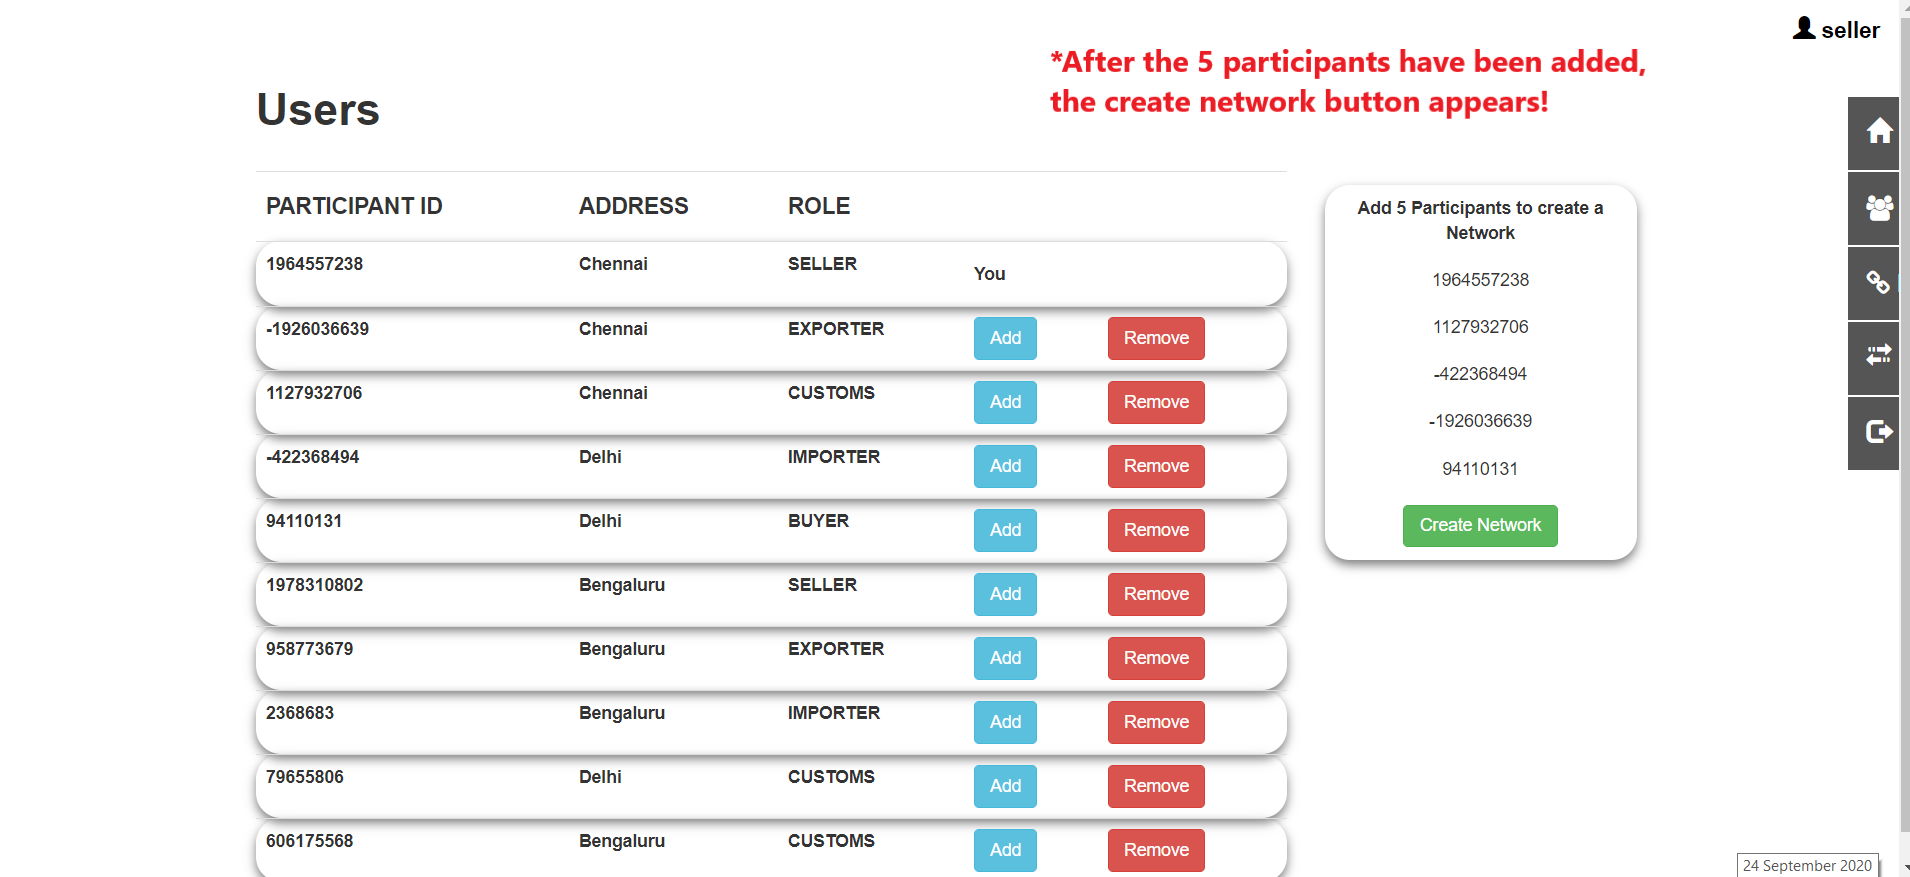 seller
*After the 5 participants have been added,
the create network button appears!
Users
PARTICIPANT ID ADDRESS ROLE
1964557238 Chennai SELLER You
-1926036639 Chennai EXPORTER Add Remove
1127932706 Chennai CUSTOMS Add Remove
-422368494 Delhi IMPORTER Add Remove
94110131 Delhi BUYER Add Remove
1978310802 Bengaluru SELLER Add Remove
958773679 Bengaluru EXPORTER Add Remove
2368683 Bengaluru IMPORTER Add Remove
79655806 Delhi CUSTOMS Add Remove
606175568 Bengaluru CUSTOMS Add Remove
Add 5 Participants to create a
Network
1964557238
1127932706
-422368494
-1926036639
94110131
Create Network
24 September 2020